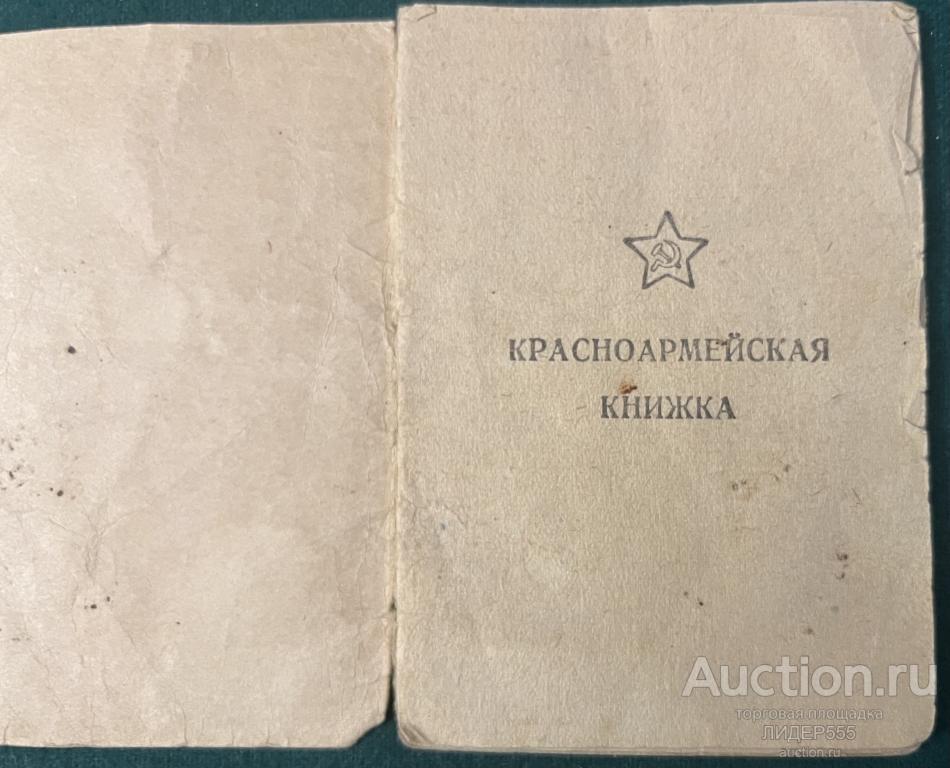 КРАСНОАРМЕЙСКАЯ
КНИЖКА
Auction.ru
торговая площадка
ЛИДЕР555
auction.ru